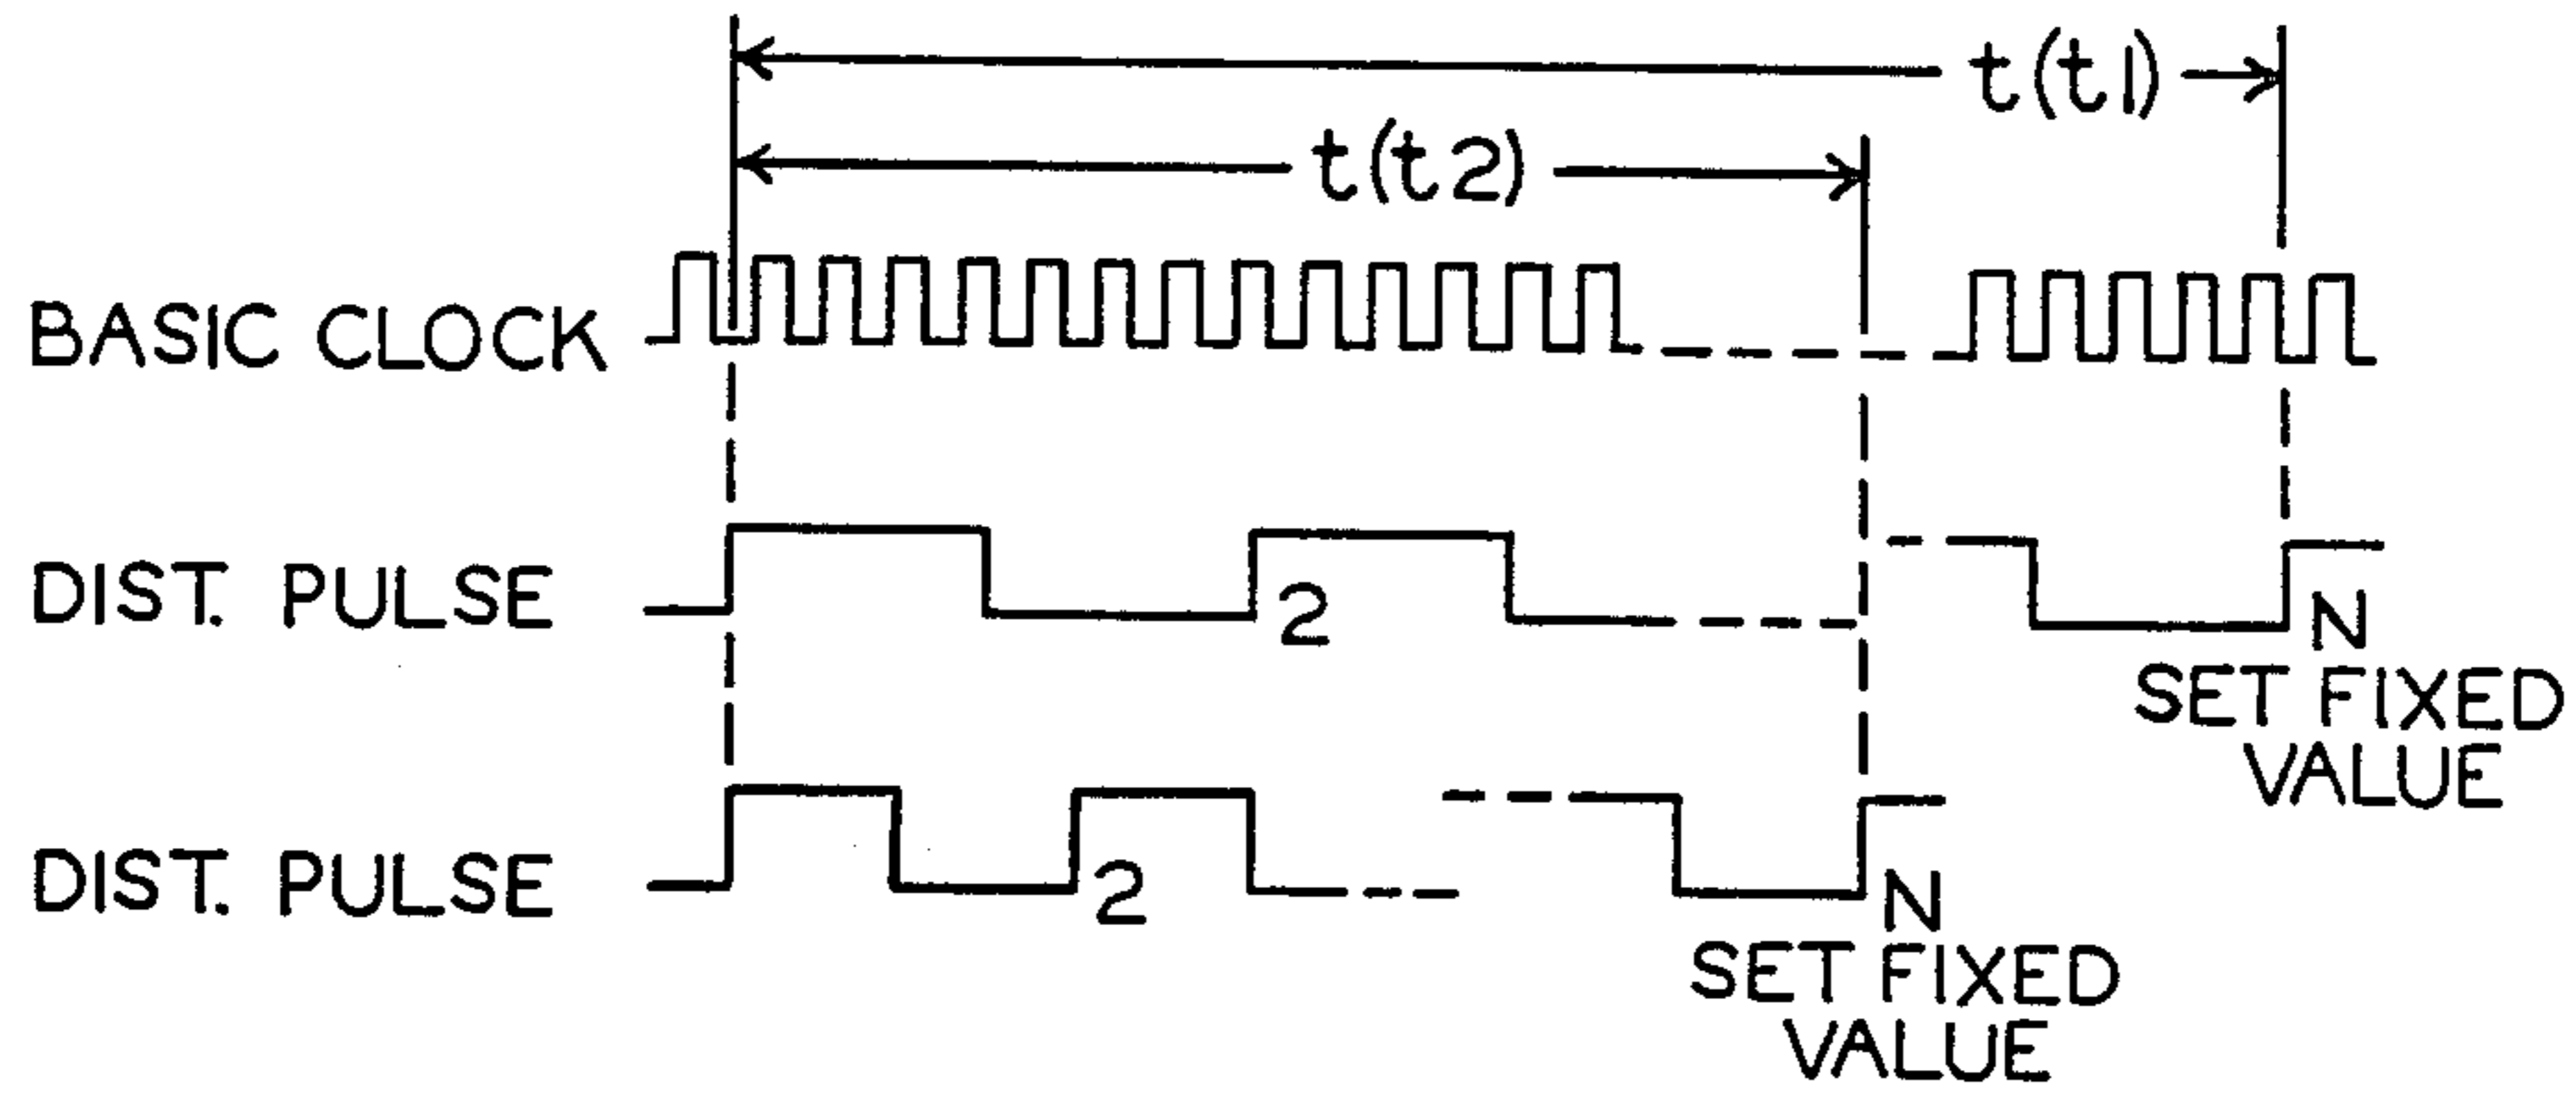 t(t1)
t(t2)
BASIC CLOCK
DIST. PULSE
2
N
SET FIXED
VALUE
DIST. PULSE
2
N
SET FIXED
VALUE